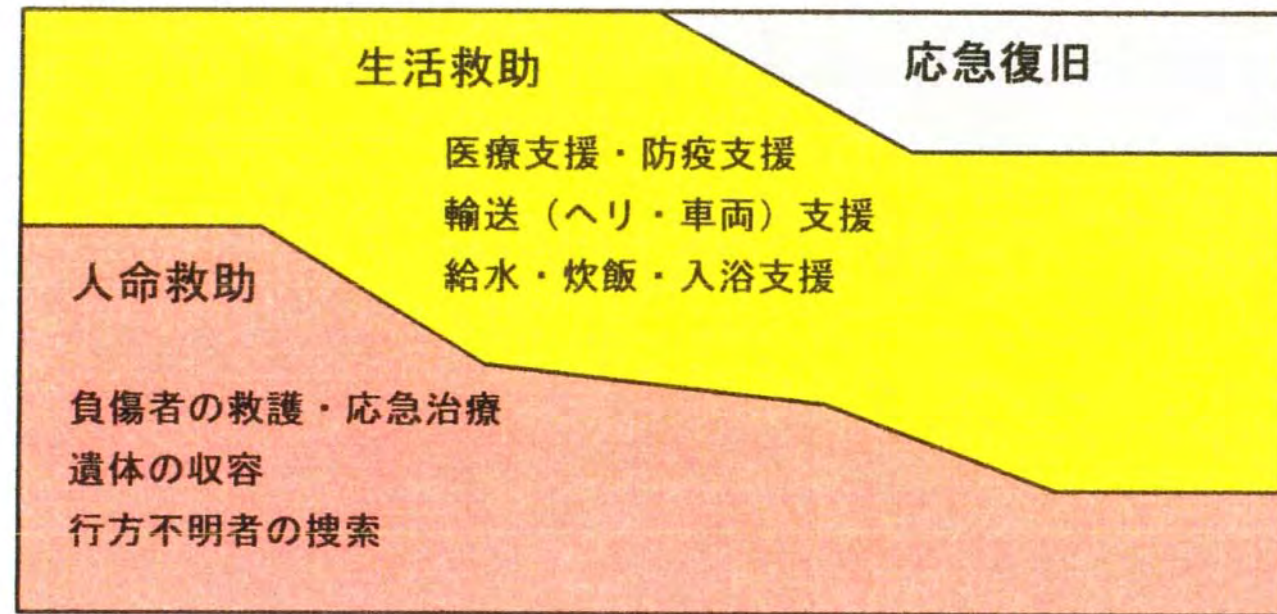 生活救助
応急復旧
医療支援・防疫支援
輸送（ヘリ・車両）支援
給水・炊飯・入浴支援
人命救助
負傷者の救護・応急治療
遺体の収容
行方不明者の捜索